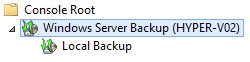 Console Root
Windows Server Backup (HYPER-V02)
Local Backup